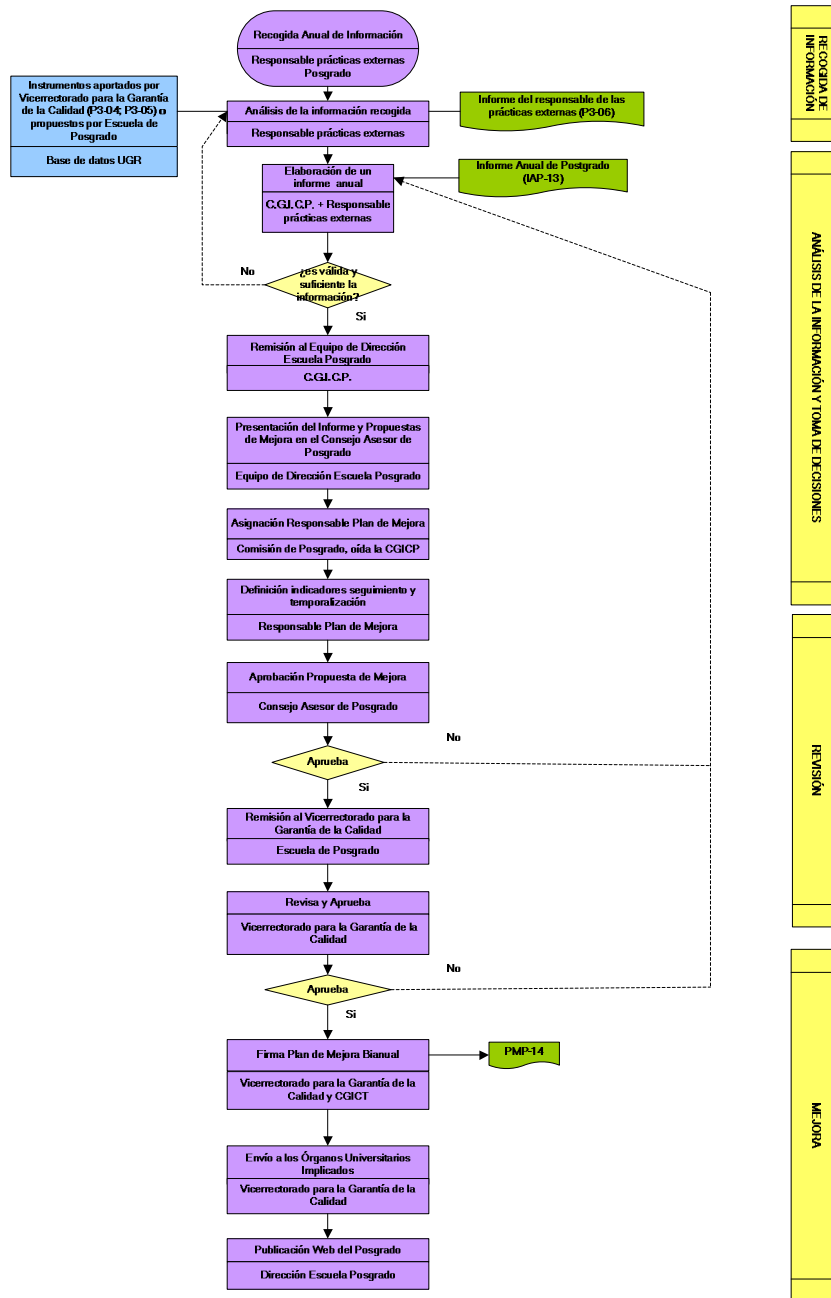 Recogida Anual de Información
Responsable prácticas externas
Posgrado
RECOGIDA DE
INFORMACIÓN
Instrumentos aportados por
Vicerrectorado para la Garantía
de la Calidad (P3-04; P3-05) o
propuestos por Escuela de
Posgrado
Base de datos UGR
Análisis de la información recogida
Responsable prácticas externas
Informe del responsable de las
prácticas externas (P3-06)
Elaboración de un
informe anual
C.G.I.C.P. + Responsable
prácticas externas
Informe Anual de Postgrado
(IAP-13)
ANÁLISIS DE LA INFORMACIÓN Y TOMA DE DECISIONES
No
¿es válida y
suficiente la
información?
Si
Remisión al Equipo de Dirección
Escuela Posgrado
C.G.I.C.P.
Presentación del Informe y Propuestas
de Mejora en el Consejo Asesor de
Posgrado
Equipo de Dirección Escuela Posgrado
Asignación Responsable Plan de Mejora
Comisión de Posgrado, oída la CGICP
Definición indicadores seguimiento y
temporalización
Responsable Plan de Mejora
Aprobación Propuesta de Mejora
Consejo Asesor de Posgrado
REVISIÓN
No
Aprueba
Si
Remisión al Vicerrectorado para la
Garantía de la Calidad
Escuela de Posgrado
Revisa y Aprueba
Vicerrectorado para la Garantía de la
Calidad
No
Aprueba
Si
MEJORA
Firma Plan de Mejora Bianual
Vicerrectorado para la Garantía de la
Calidad y CGICT
PMP-14
Envío a los Órganos Universitarios
Implicados
Vicerrectorado para la Garantía de la
Calidad
Publicación Web del Posgrado
Dirección Escuela Posgrado